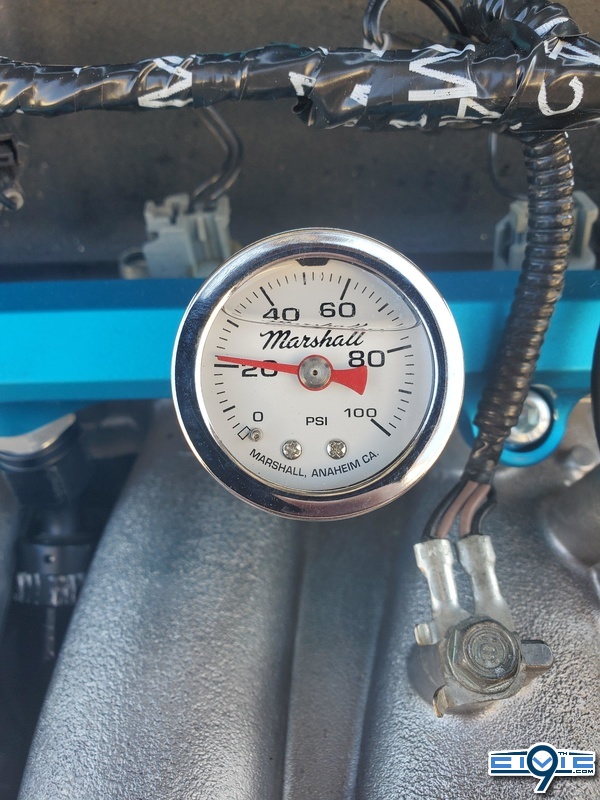 40 60
Marshall
20 80
0 PSI 100
MARSHALL, ANAHEIM CA.